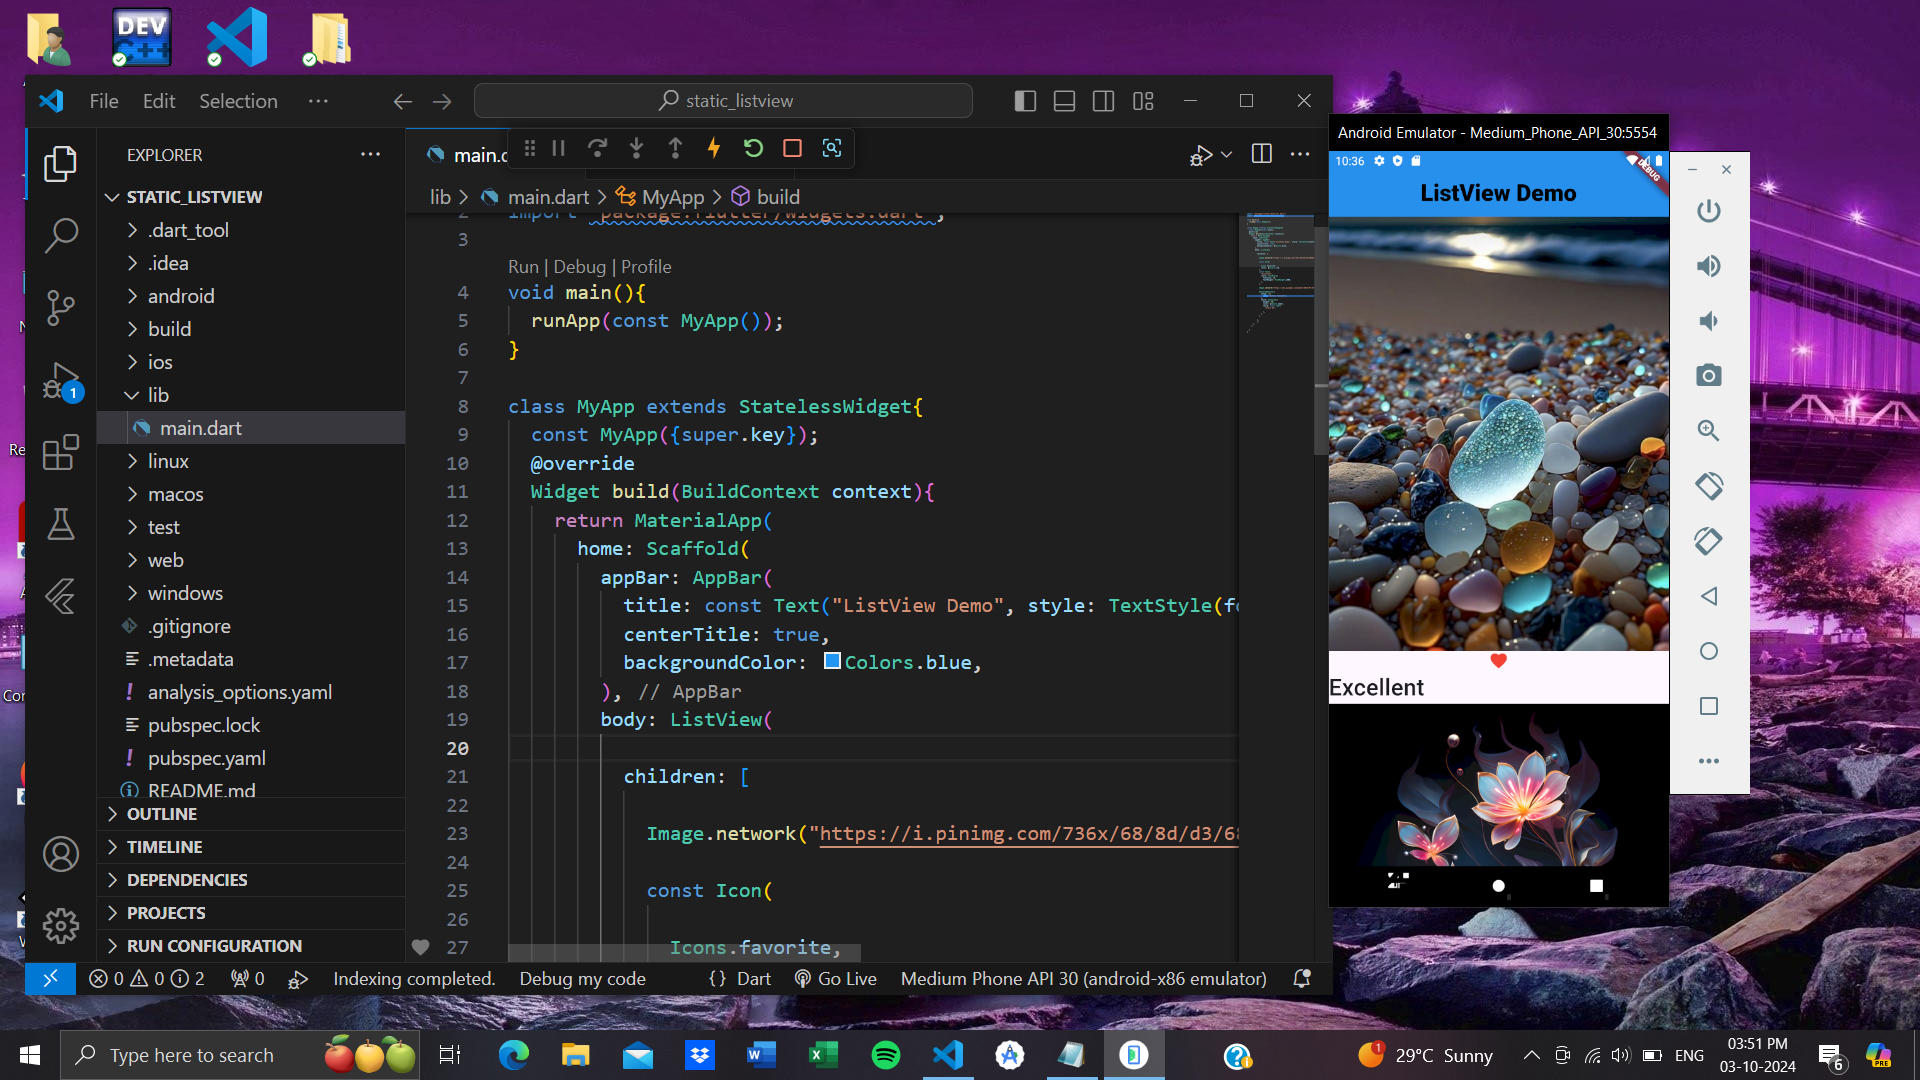 DEV
C++
File
Edit
Selection
static_listview
EXPLORER
STATIC_LISTVIEW
.dart_tool
.idea
android
build
ios
lib
main.dart
linux
macos
test
web
windows
.gitignore
.metadata
analysis_options.yaml
pubspec.lock
pubspec.yaml
README.md
OUTLINE
TIMELINE
DEPENDENCIES
PROJECTS
RUN CONFIGURATION
1
main.d
lib > main.dart > MyApp > build
2 import 'package:flutter/widgets.dart';
3
Run | Debug | Profile
4 void main(){
5 runApp(const MyApp());
6 }
7
8 class MyApp extends StatelessWidget{
9 const MyApp({super.key});
10 @override
11 Widget build(BuildContext context){
12 return MaterialApp(
13 home: Scaffold(
14 appBar: AppBar(
15 title: const Text("ListView Demo", style: TextStyle(fo
16 centerTitle: true,
17 backgroundColor: Colors.blue,
18 ), // AppBar
19 body: ListView(
20
21 children: [
22
23 Image.network("https://i.pinimg.com/736x/68/8d/d3/68
24
25 const Icon(
26
27 Icons.favorite,
0 0 2
0
Indexing completed.
Debug my code
{} Dart
Go Live
Medium Phone API 30 (android-x86 emulator)
Android Emulator - Medium_Phone_API_30:5554
10:36
DEBUG
ListView Demo
Excellent
Re
Con
Type here to search
1
29°C Sunny
ENG
03:51 PM
03-10-2024
6
PRE